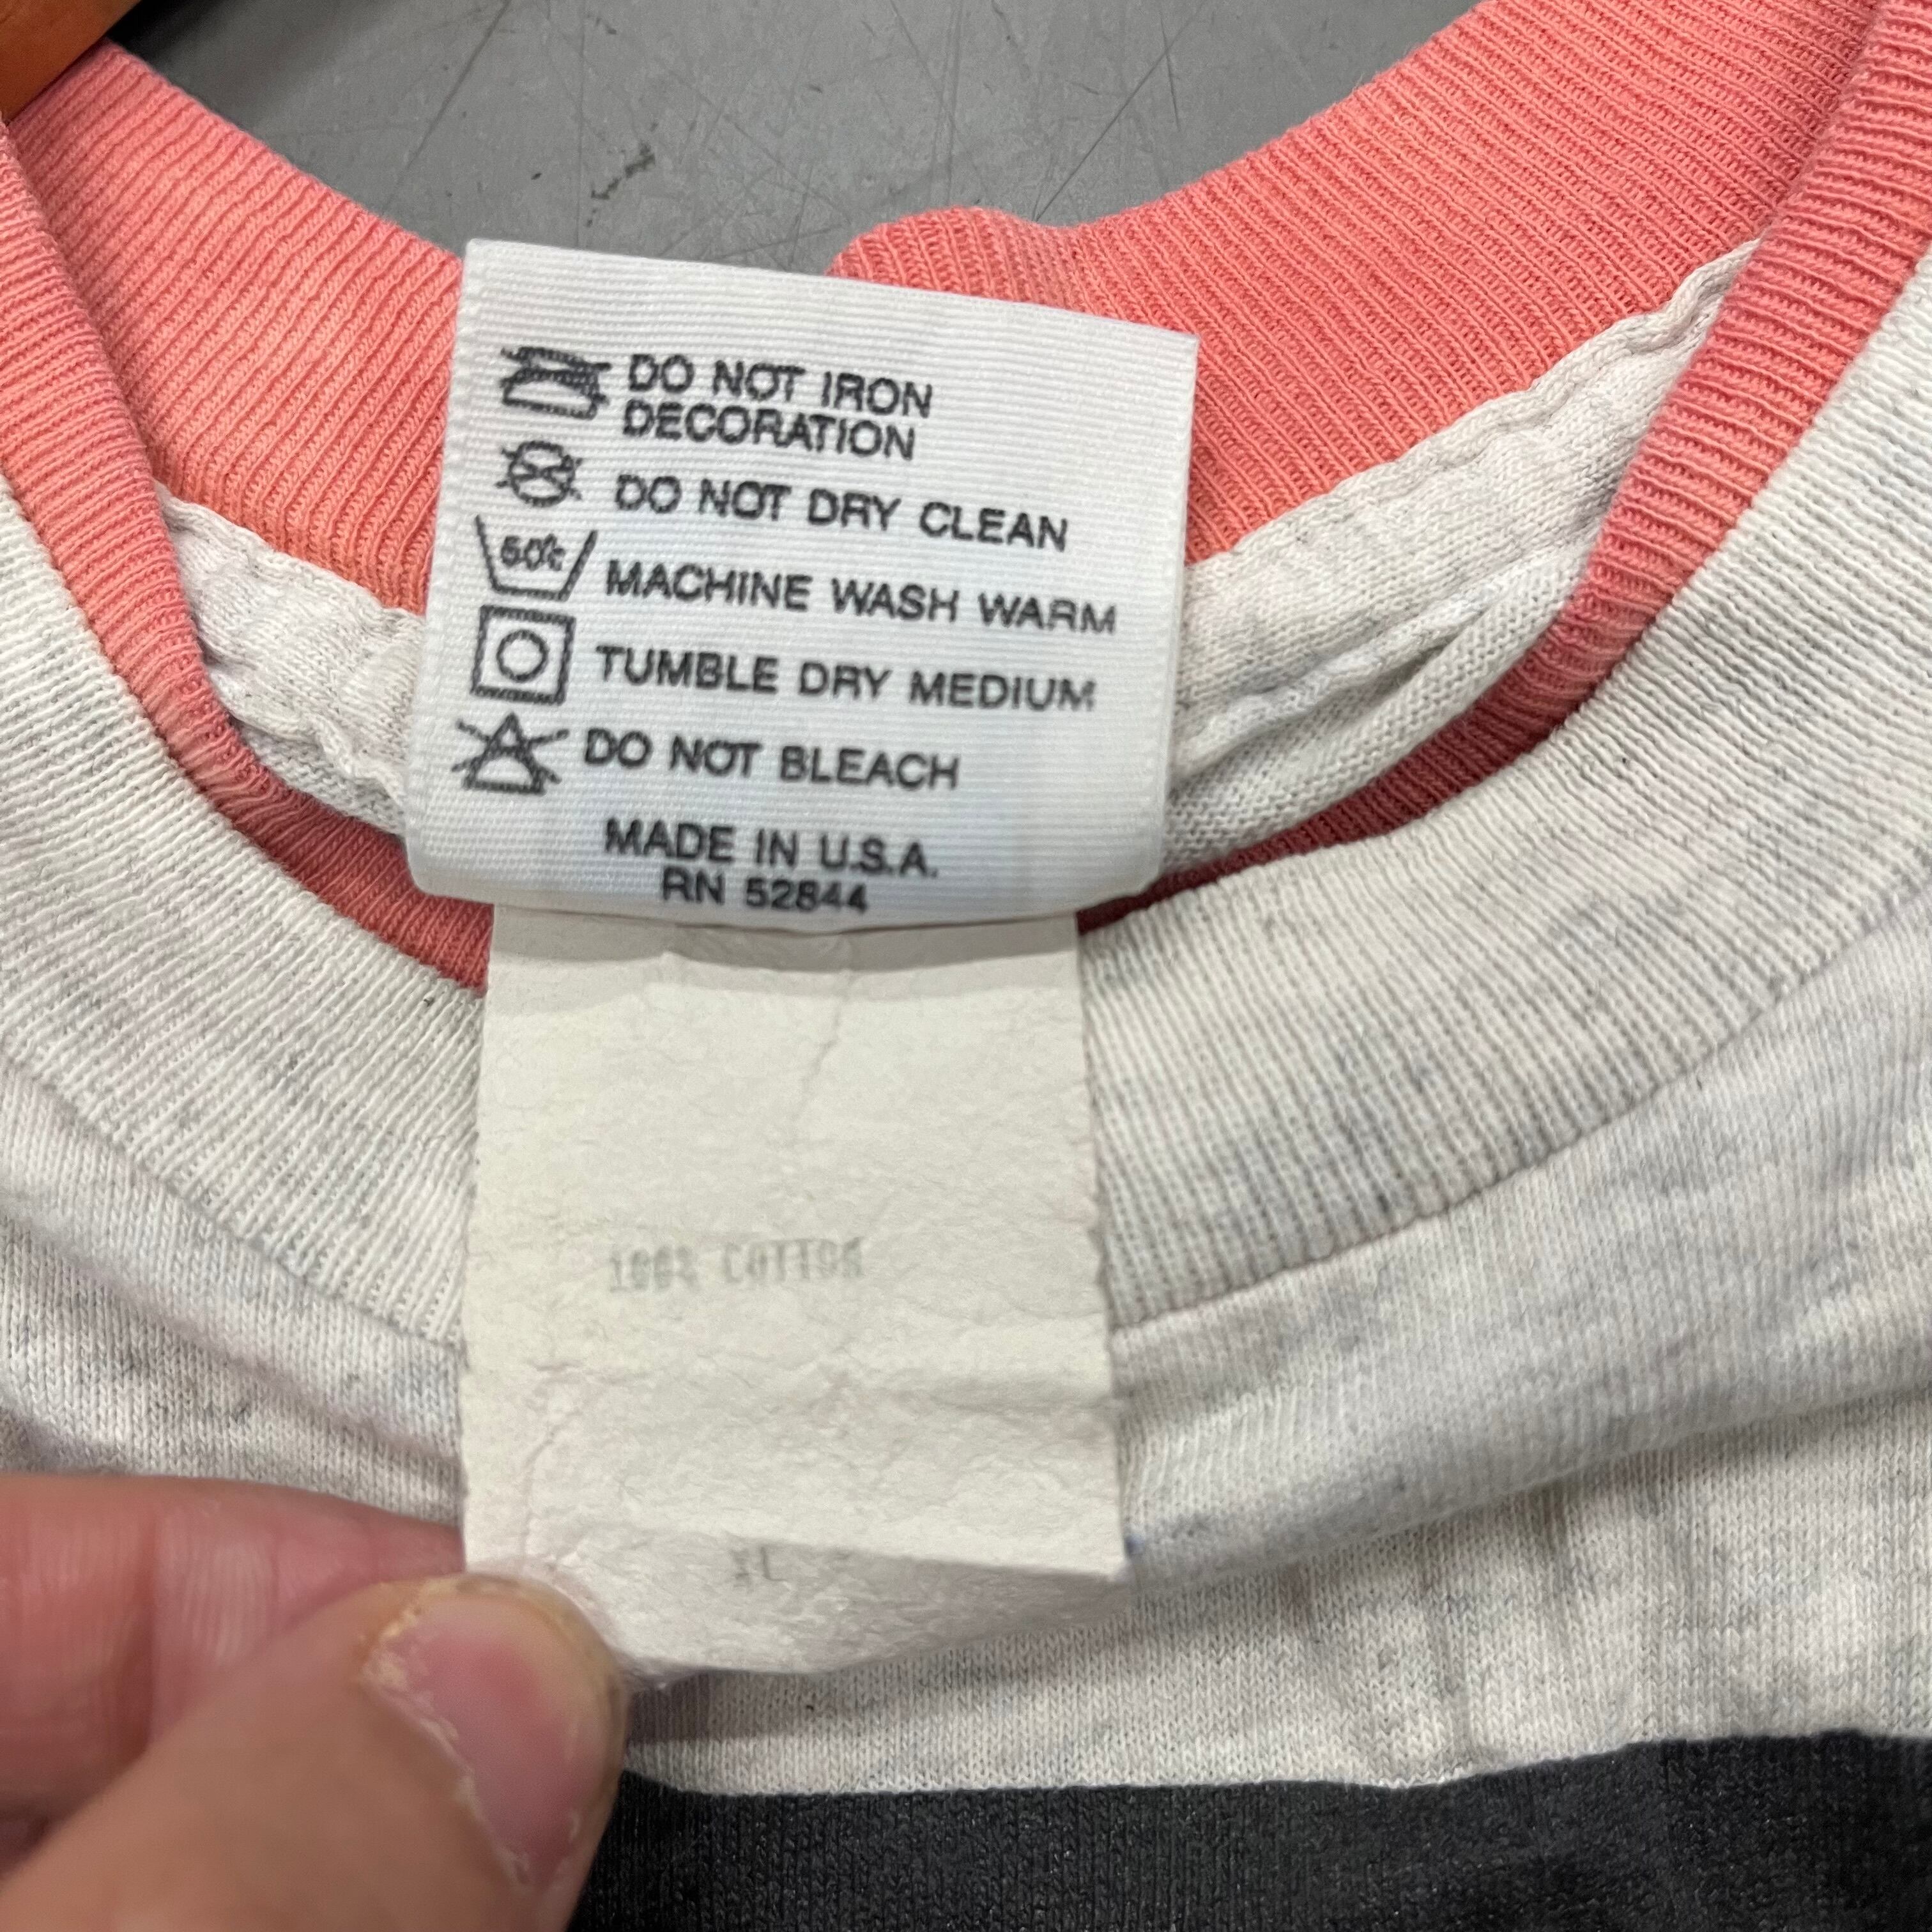 DO NOT IRON
DECORATION
DO NOT DRY CLEAN
50°C MACHINE WASH WARM
TUMBLE DRY MEDIUM
DO NOT BLEACH
MADE IN U.S.A.
RN 52844
100% COTTON
XL